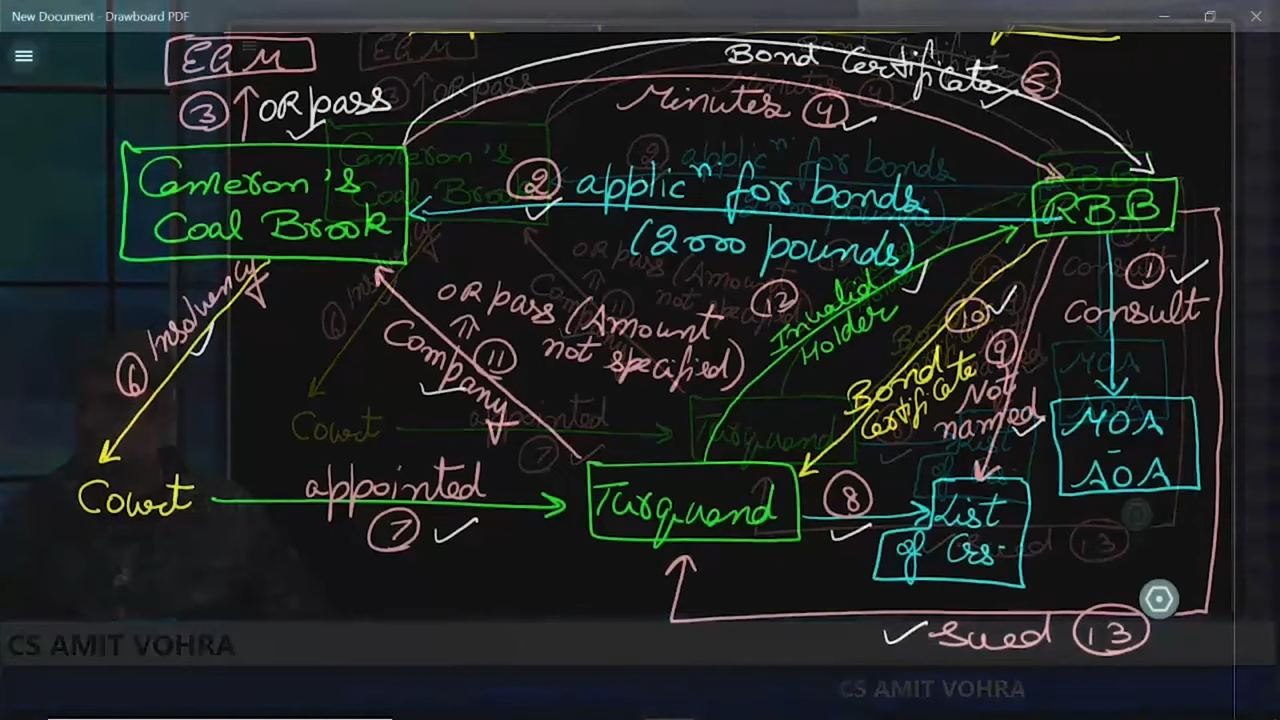 New Document - Drawboard PDF
EGM
3 OR pass
Bond Certificates 5
Minutes 4
Cameron's
Coal Brook
2 applicⁿ for bonds
(2000 pounds)
RBB
1
consult
MOA
-
AOA
6 Insolvency
OR pass (Amount
not specified)
Company 11
12
Invalid
Holder
10
Bond
Certificate
9
Not
named
Court
appointed
7
Turquand
8
List
of Crs.
Sued 13
CS AMIT VOHRA
CS AMIT VOHRA